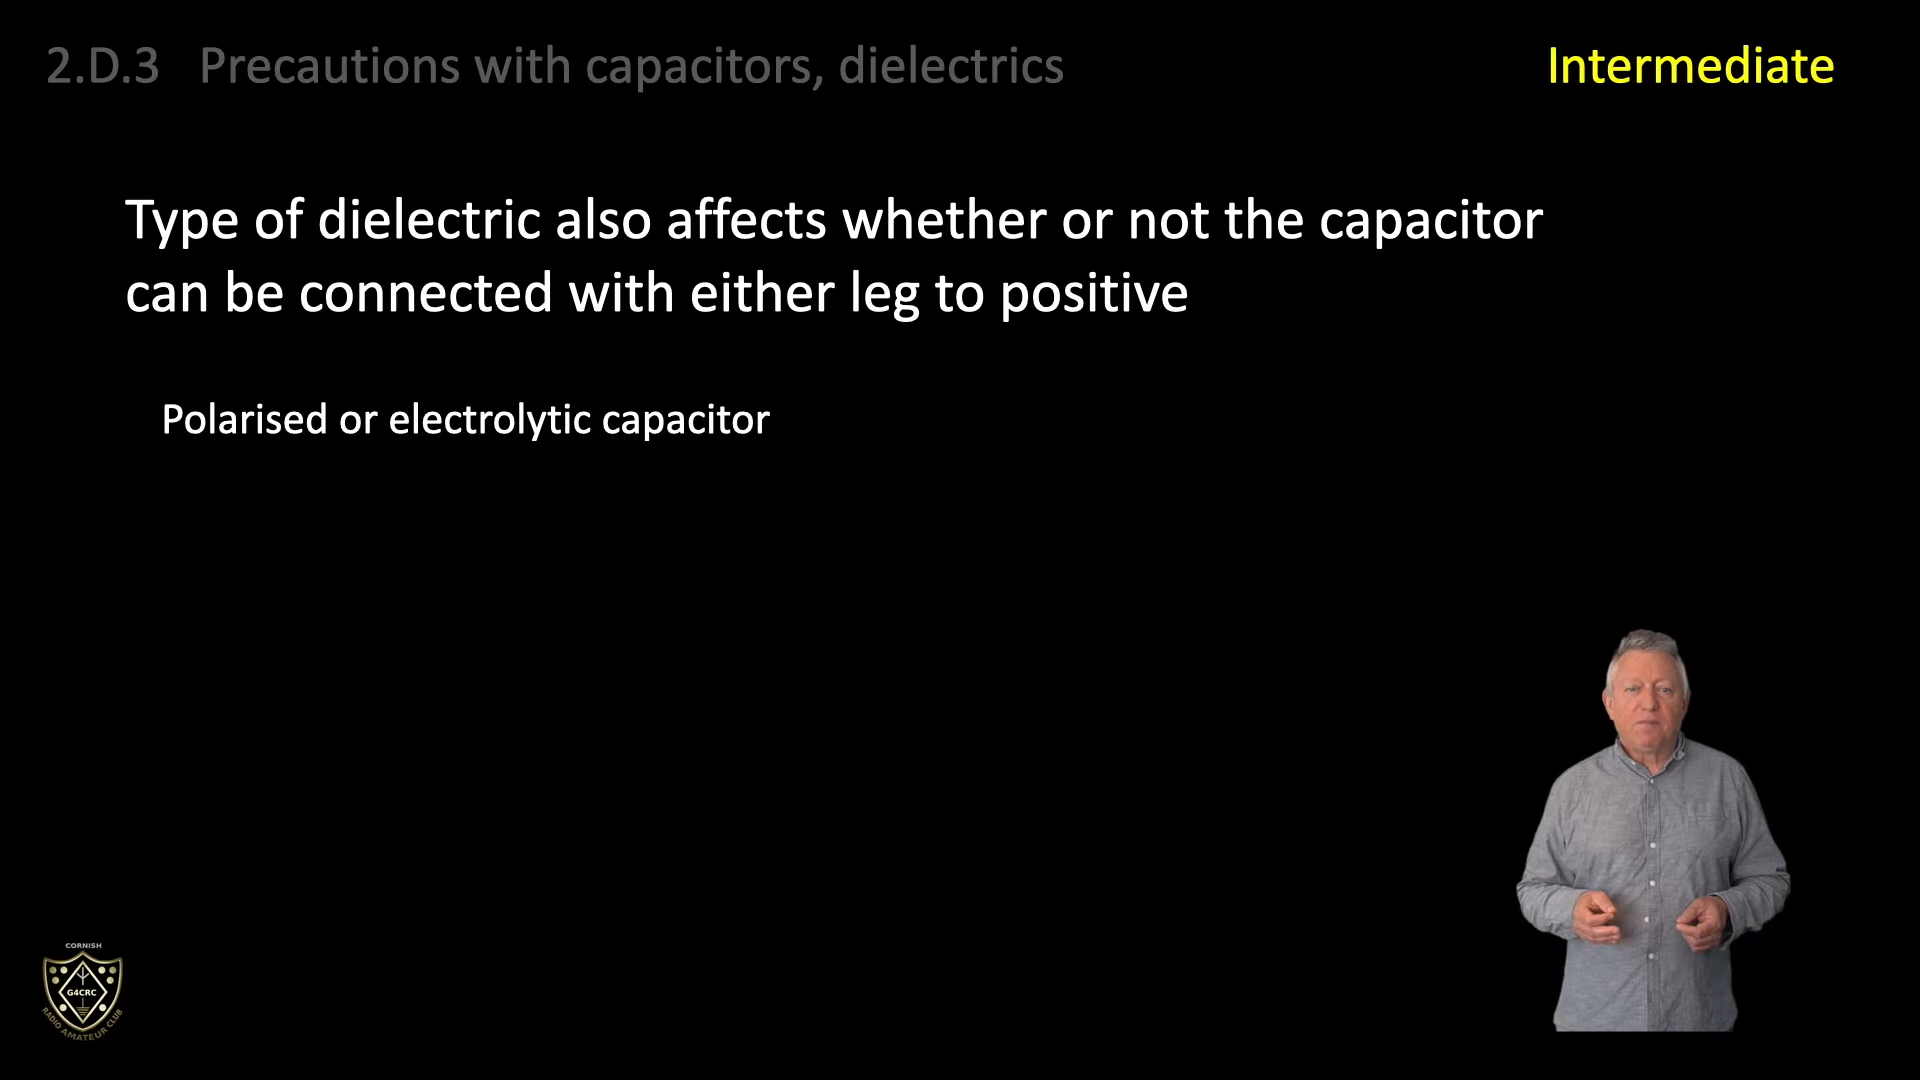 2.D.3 Precautions with capacitors, dielectrics
Intermediate
Type of dielectric also affects whether or not the capacitor
can be connected with either leg to positive
Polarised or electrolytic capacitor
CORNISH
G4CRC
RADIO AMATEUR CLUB